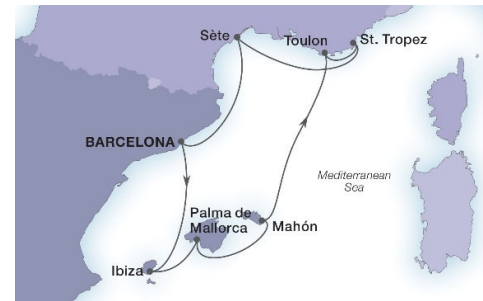 Sète
Toulon
St. Tropez
BARCELONA
Mediterranean
Sea
Palma de
Mallorca
Mahón
Ibiza